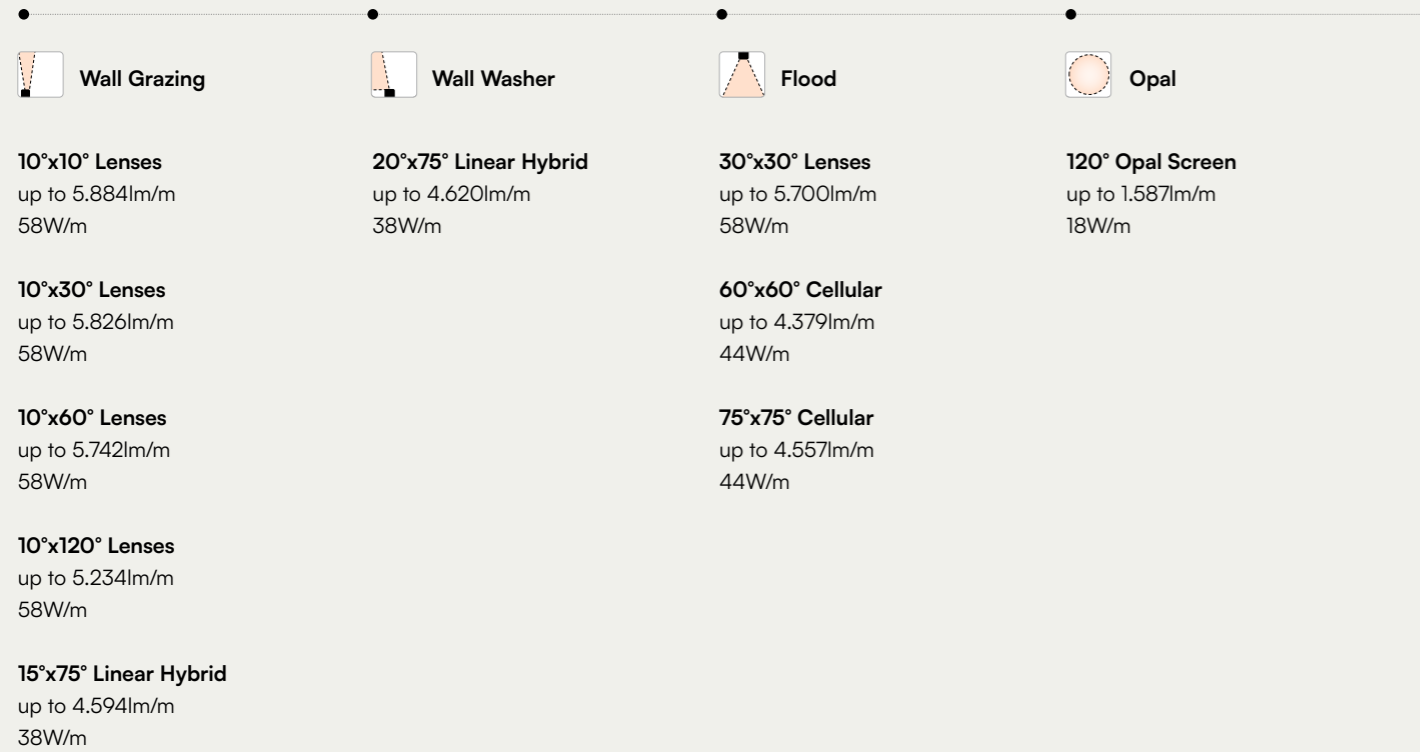 Wall Grazing
10°x10° Lenses
up to 5.884lm/m
58W/m
10°x30° Lenses
up to 5.826lm/m
58W/m
10°x60° Lenses
up to 5.742lm/m
58W/m
10°x120° Lenses
up to 5.234lm/m
58W/m
15°x75° Linear Hybrid
up to 4.594lm/m
38W/m
Wall Washer
20°x75° Linear Hybrid
up to 4.620lm/m
38W/m
Flood
30°x30° Lenses
up to 5.700lm/m
58W/m
60°x60° Cellular
up to 4.379lm/m
44W/m
75°x75° Cellular
up to 4.557lm/m
44W/m
Opal
120° Opal Screen
up to 1.587lm/m
18W/m